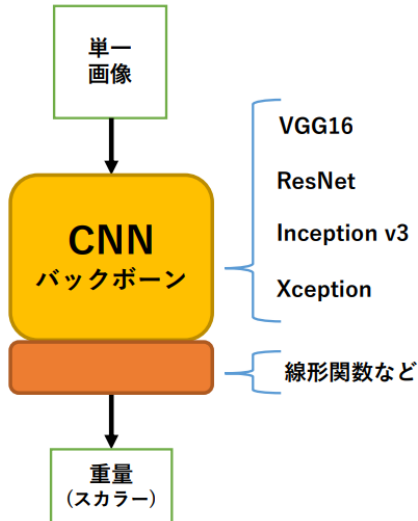 単一
画像
CNN
バックボーン
VGG16
ResNet
Inception v3
Xception
線形関数など
重量
(スカラー)